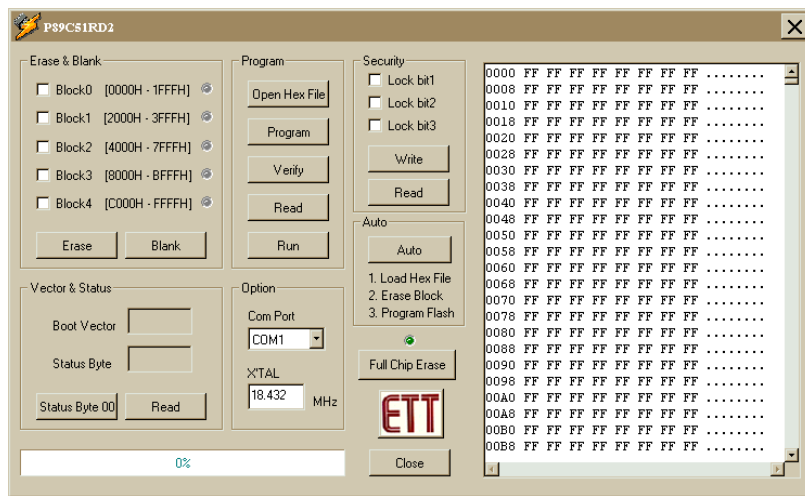 P89C51RD2
Erase & Blank
Block0 [0000H - 1FFFH]
Block1 [2000H - 3FFFH]
Block2 [4000H - 7FFFH]
Block3 [8000H - BFFFH]
Block4 [C000H - FFFFH]
Erase Blank
Program
Open Hex File
Program
Verify
Read
Run
Security
Lock bit1
Lock bit2
Lock bit3
Write
Read
Auto
Auto
1. Load Hex File
2. Erase Block
3. Program Flash
Vector & Status
Boot Vector
Status Byte
Status Byte 00 Read
Option
Com Port
COM1
X'TAL
18.432 MHz
Full Chip Erase
ETT
Close
0%
0000 FF FF FF FF FF FF FF FF ........
0008 FF FF FF FF FF FF FF FF ........
0010 FF FF FF FF FF FF FF FF ........
0018 FF FF FF FF FF FF FF FF ........
0020 FF FF FF FF FF FF FF FF ........
0028 FF FF FF FF FF FF FF FF ........
0030 FF FF FF FF FF FF FF FF ........
0038 FF FF FF FF FF FF FF FF ........
0040 FF FF FF FF FF FF FF FF ........
0048 FF FF FF FF FF FF FF FF ........
0050 FF FF FF FF FF FF FF FF ........
0058 FF FF FF FF FF FF FF FF ........
0060 FF FF FF FF FF FF FF FF ........
0068 FF FF FF FF FF FF FF FF ........
0070 FF FF FF FF FF FF FF FF ........
0078 FF FF FF FF FF FF FF FF ........
0080 FF FF FF FF FF FF FF FF ........
0088 FF FF FF FF FF FF FF FF ........
0090 FF FF FF FF FF FF FF FF ........
0098 FF FF FF FF FF FF FF FF ........
00A0 FF FF FF FF FF FF FF FF ........
00A8 FF FF FF FF FF FF FF FF ........
00B0 FF FF FF FF FF FF FF FF ........
00B8 FF FF FF FF FF FF FF FF ........